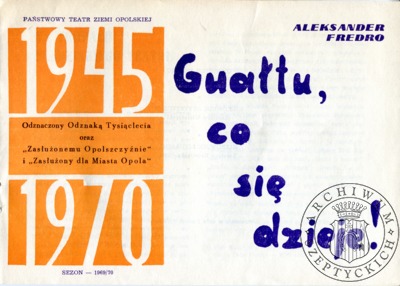 PAŃSTWOWY TEATR ZIEMI OPOLSKIEJ
1945
Odznaczony Odznaką Tysiąclecia
oraz
„Zasłużonemu Opolszczyźnie"
i „Zasłużony dla Miasta Opola"
1970
SEZON — 1969/70
ALEKSANDER
FREDRO
Gwałtu,
co
się
dzieje!
ARCHIWUM
SZEPTYCKICH